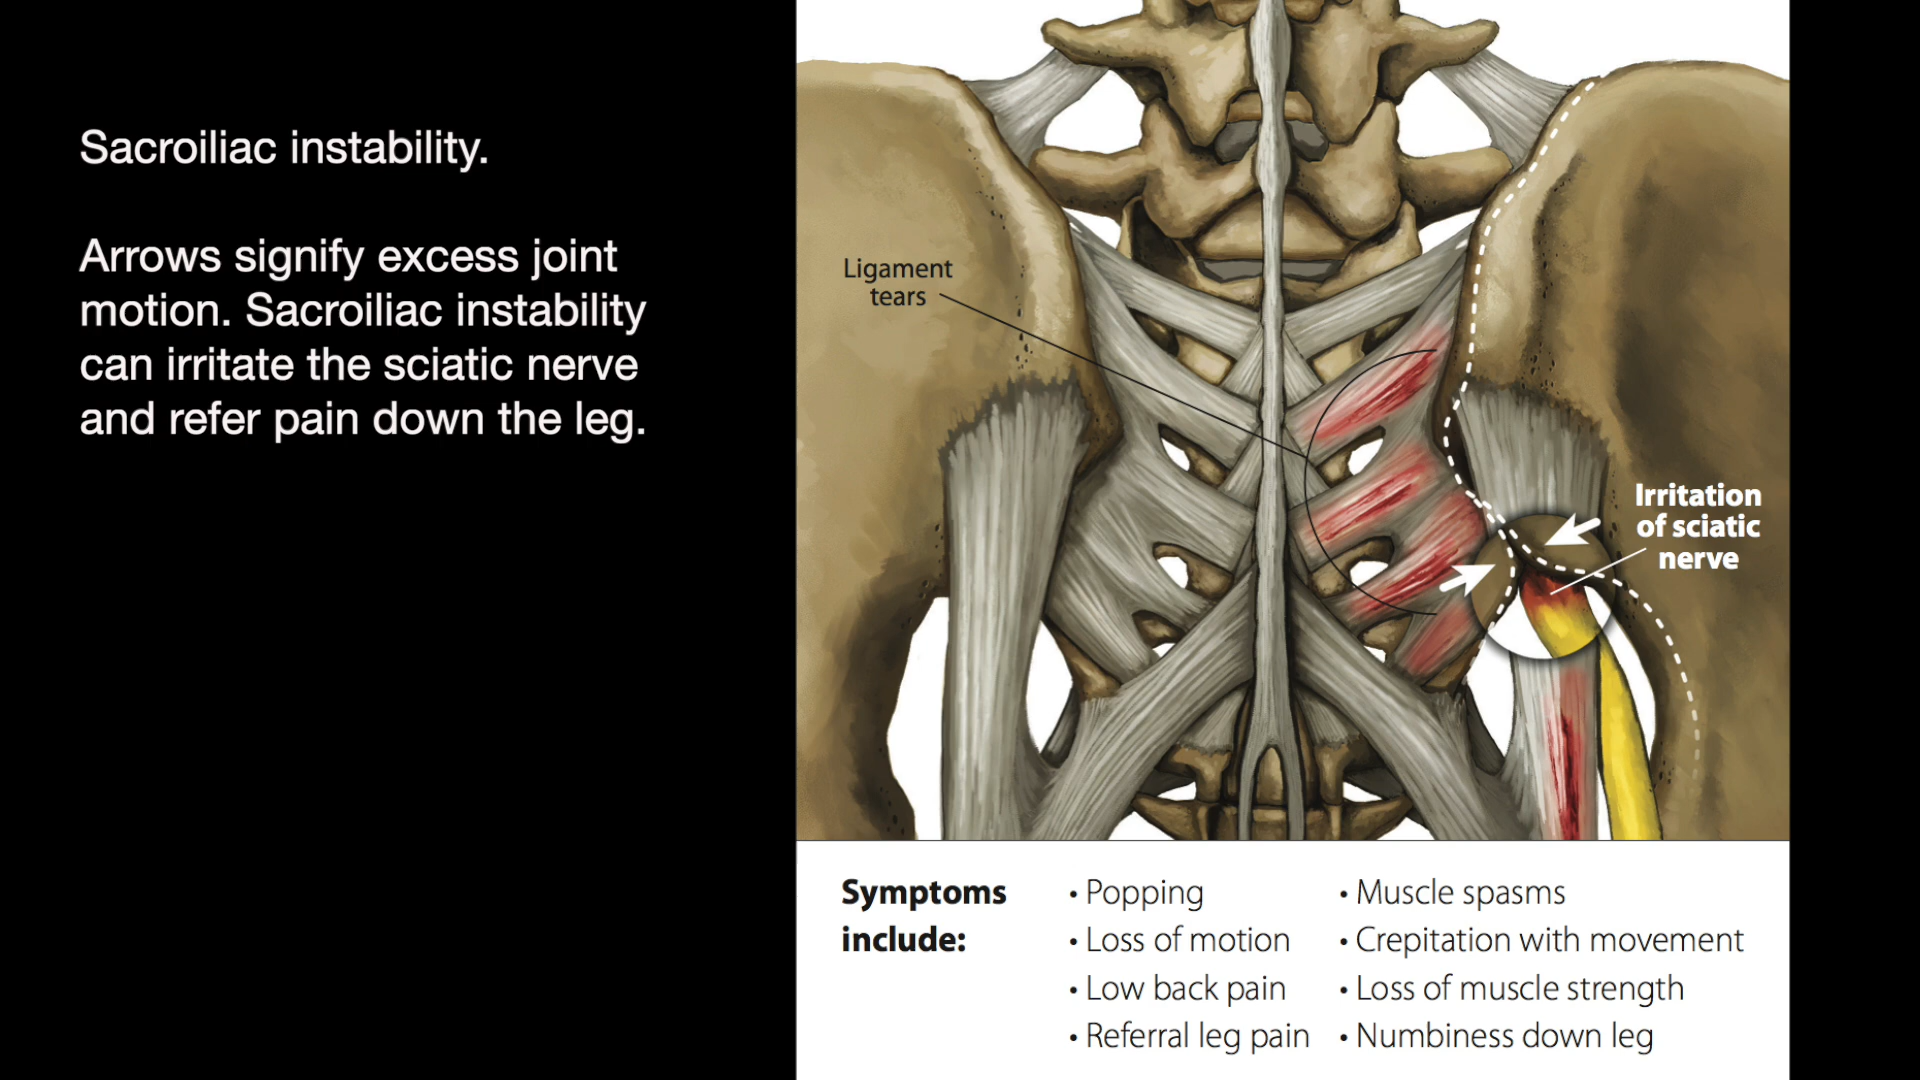 Sacroiliac instability.
Arrows signify excess joint
motion. Sacroiliac instability
can irritate the sciatic nerve
and refer pain down the leg.
Ligament
tears
Irritation
of sciatic
nerve
Symptoms
include:
• Popping
• Loss of motion
• Low back pain
• Referral leg pain
• Muscle spasms
• Crepitation with movement
• Loss of muscle strength
• Numbiness down leg